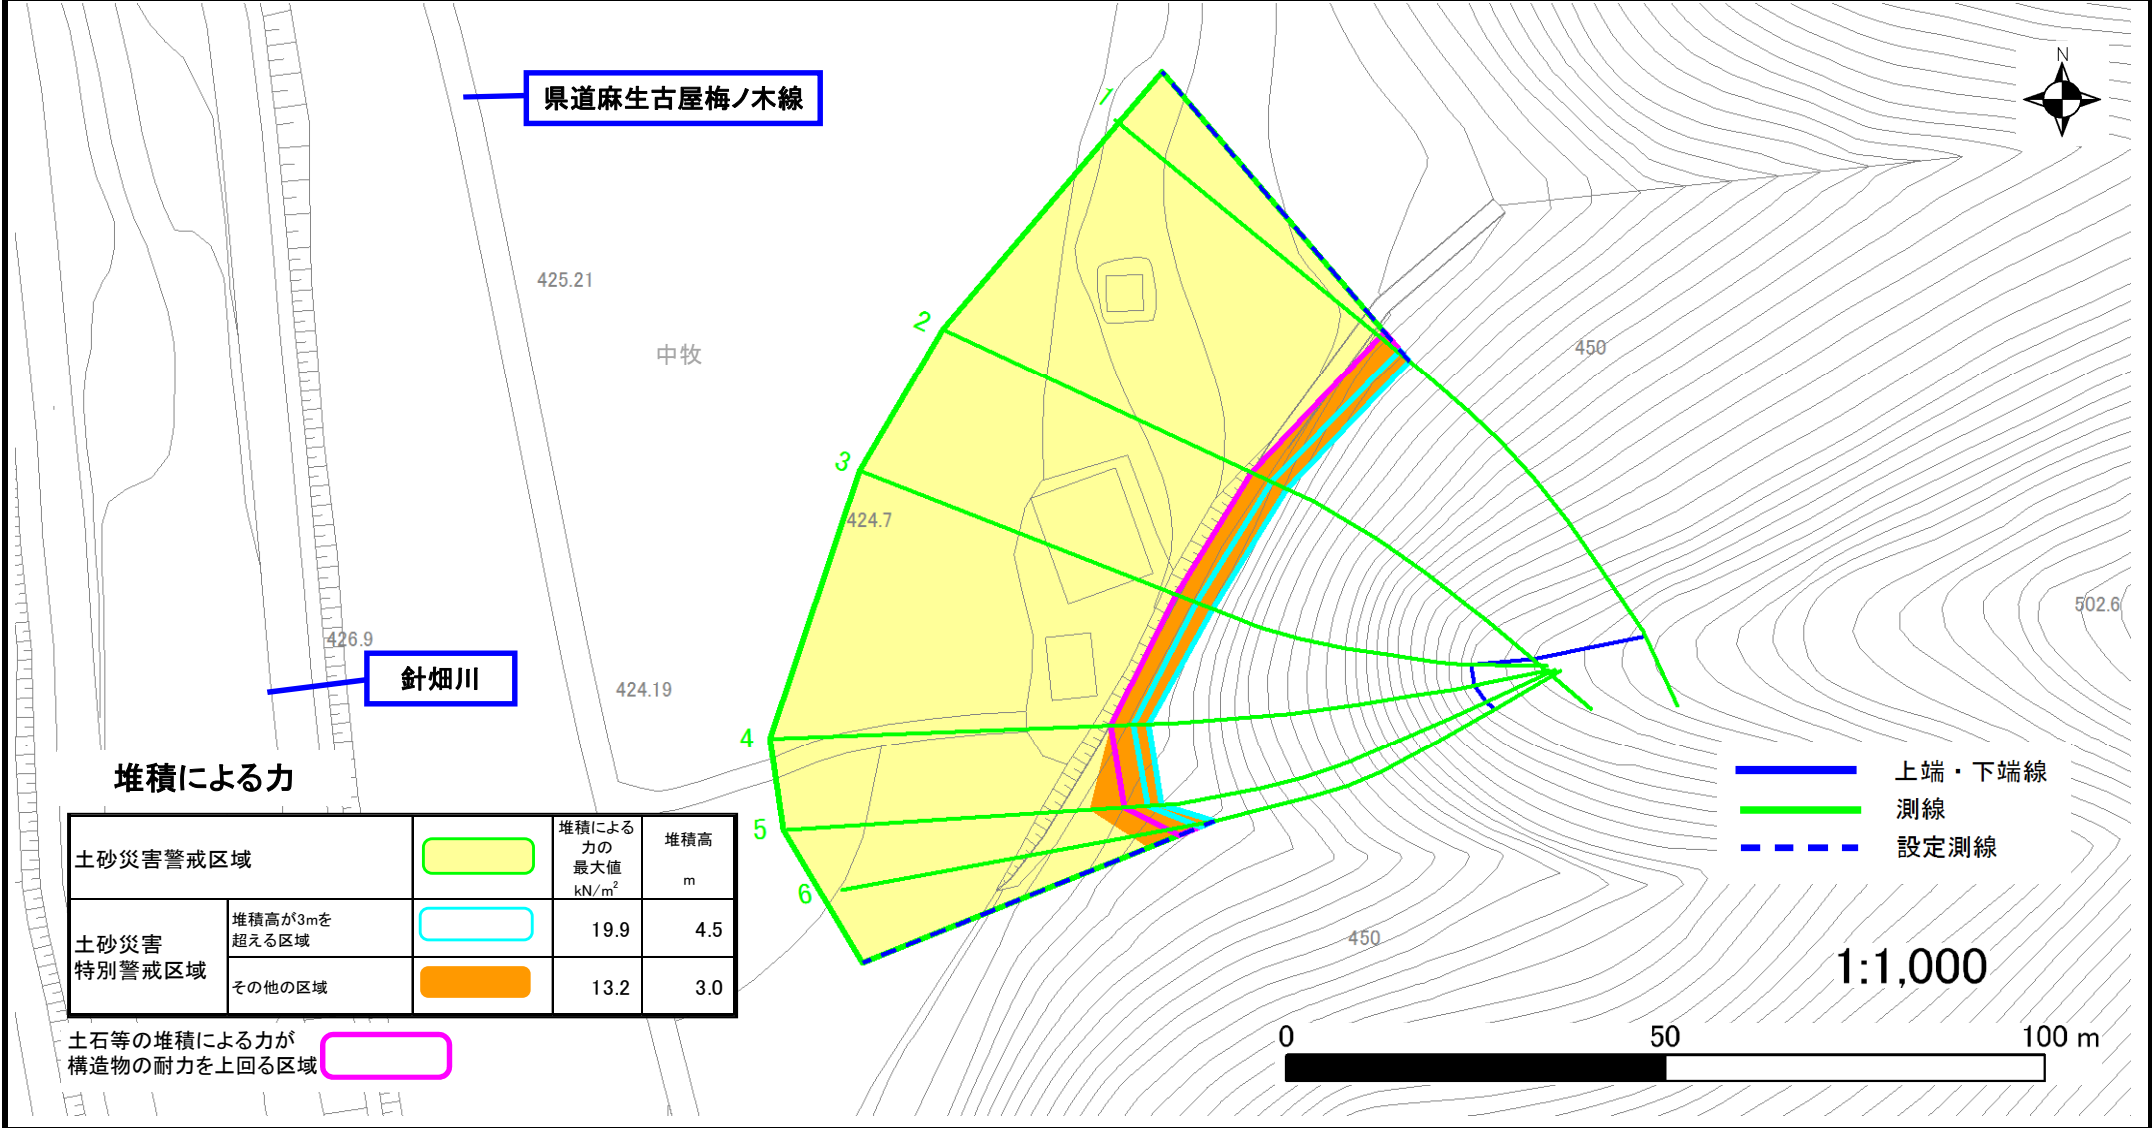 N
県道麻生古屋梅ノ木線
1
425.21
2
中牧
450
3
424.7
502.6
426.9
針畑川
424.19
4
堆積による力
上端・下端線
測線
設定測線
5
6
土砂災害警戒区域
堆積による
力の
最大値
kN/m²
堆積高
m
土砂災害
特別警戒区域
堆積高が3mを
超える区域
19.9
4.5
その他の区域
13.2
3.0
450
1:1,000
土石等の堆積による力が
構造物の耐力を上回る区域
0 50 100 m